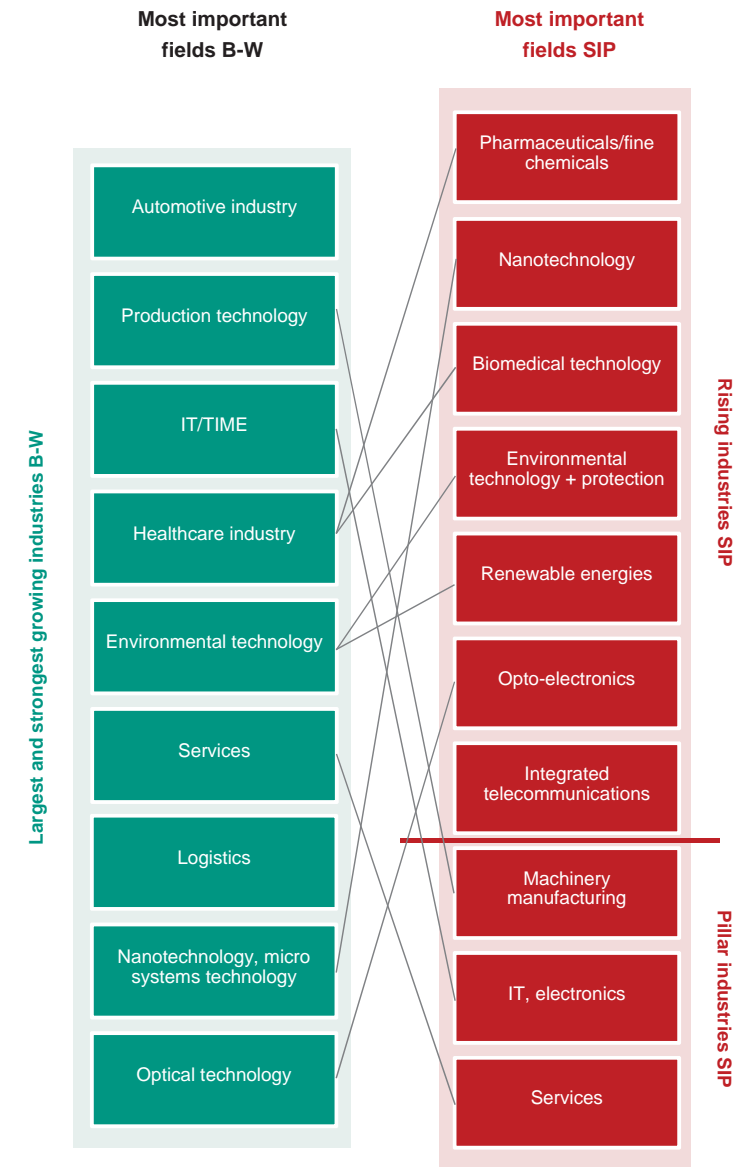 Most important
fields B-W
Most important
fields SIP
Largest and strongest growing industries B-W
Automotive industry
Production technology
IT/TIME
Healthcare industry
Environmental technology
Services
Logistics
Nanotechnology, micro
systems technology
Optical technology
Pharmaceuticals/fine
chemicals
Nanotechnology
Biomedical technology
Environmental
technology + protection
Renewable energies
Opto-electronics
Integrated
telecommunications
Machinery
manufacturing
IT, electronics
Services
Rising industries SIP
Pillar industries SIP